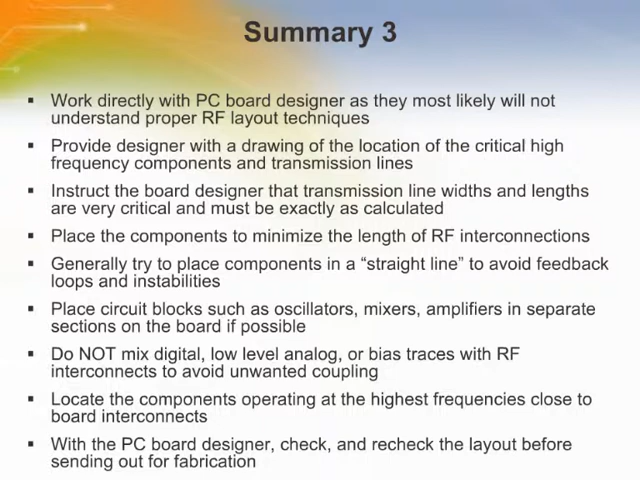 Summary 3
▪ Work directly with PC board designer as they most likely will not
understand proper RF layout techniques
▪ Provide designer with a drawing of the location of the critical high
frequency components and transmission lines
▪ Instruct the board designer that transmission line widths and lengths
are very critical and must be exactly as calculated
▪ Place the components to minimize the length of RF interconnections
▪ Generally try to place components in a “straight line” to avoid feedback
loops and instabilities
▪ Place circuit blocks such as oscillators, mixers, amplifiers in separate
sections on the board if possible
▪ Do NOT mix digital, low level analog, or bias traces with RF
interconnects to avoid unwanted coupling
▪ Locate the components operating at the highest frequencies close to
board interconnects
▪ With the PC board designer, check, and recheck the layout before
sending out for fabrication